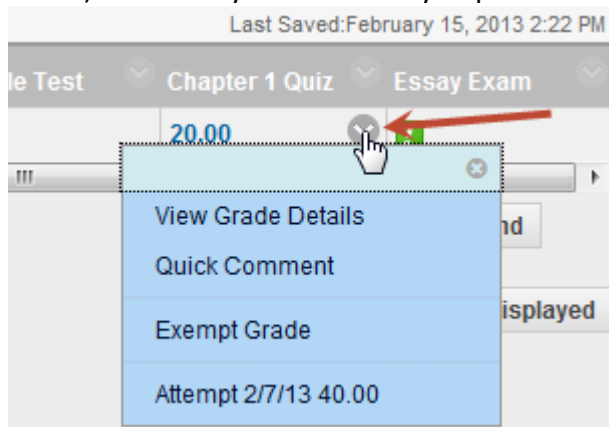 Last Saved:February 15, 2013 2:22 PM
le Test Chapter 1 Quiz Essay Exam
20.00
View Grade Details
nd
Quick Comment
isplayed
Exempt Grade
Attempt 2/7/13 40.00